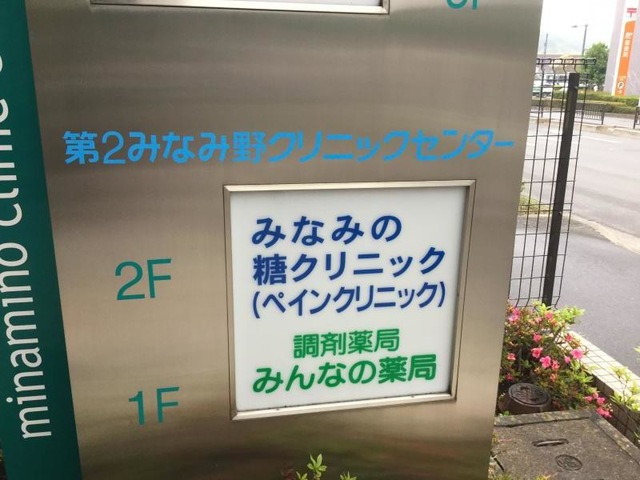 第2みなみ野クリニックセンター
みなみの
糖クリニック
(ペインクリニック)
2F
調剤薬局
みんなの薬局
1F
minamino clinic